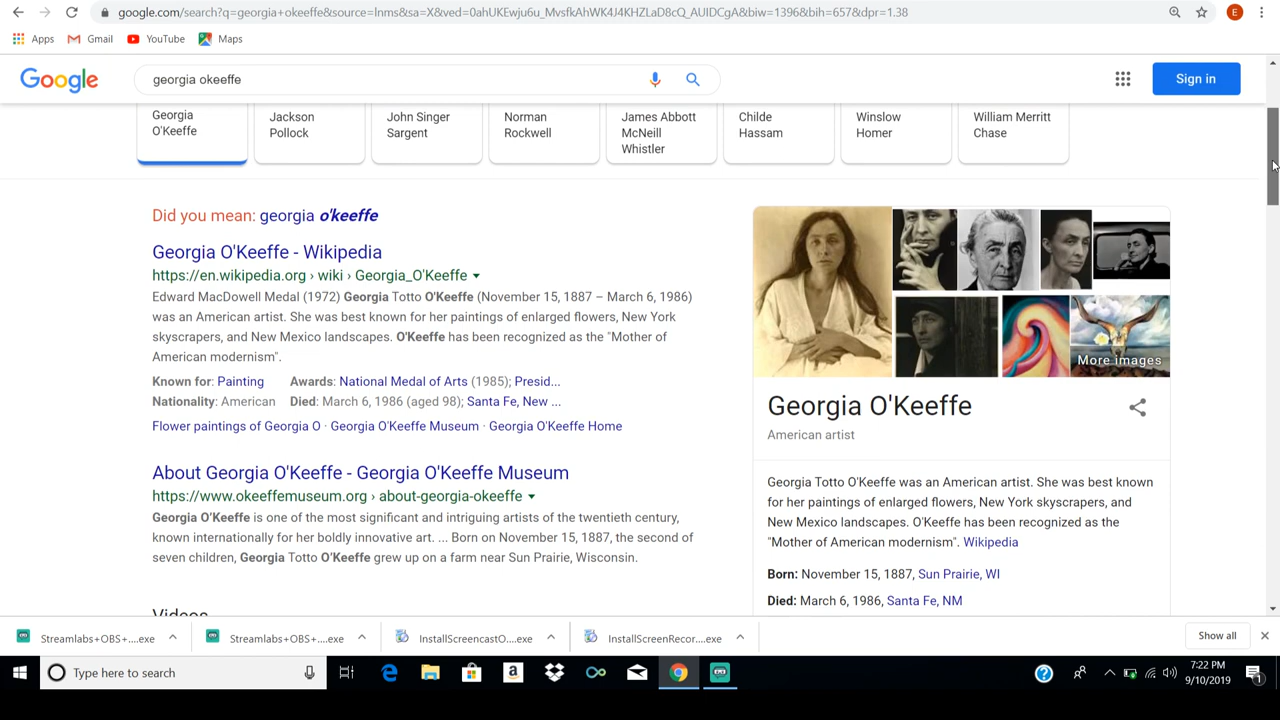 google.com/search?q=georgia+okeeffe&source=lnms&sa=X&ved=0ahUKEwju6u_MvsfkAhWK4J4KHZLaD8cQ_AUIDCgA&biw=1396&bih=657&dpr=1.38
E
Apps Gmail YouTube Maps
Google georgia okeeffe Sign in
Georgia O'Keeffe
Jackson Pollock
John Singer Sargent
Norman Rockwell
James Abbott McNeill Whistler
Childe Hassam
Winslow Homer
William Merritt Chase
Did you mean: georgia o'keeffe
Georgia O'Keeffe - Wikipedia
https://en.wikipedia.org › wiki › Georgia_O'Keeffe
Edward MacDowell Medal (1972) Georgia Totto O'Keeffe (November 15, 1887 – March 6, 1986)
was an American artist. She was best known for her paintings of enlarged flowers, New York
skyscrapers, and New Mexico landscapes. O'Keeffe has been recognized as the "Mother of
American modernism".
Known for: Painting Awards: National Medal of Arts (1985); Presid...
Nationality: American Died: March 6, 1986 (aged 98); Santa Fe, New ...
Flower paintings of Georgia O · Georgia O'Keeffe Museum · Georgia O'Keeffe Home
About Georgia O'Keeffe - Georgia O'Keeffe Museum
https://www.okeeffemuseum.org › about-georgia-okeeffe
Georgia O'Keeffe is one of the most significant and intriguing artists of the twentieth century,
known internationally for her boldly innovative art. ... Born on November 15, 1887, the second of
seven children, Georgia Totto O'Keeffe grew up on a farm near Sun Prairie, Wisconsin.
Videos
More images
Georgia O'Keeffe
American artist
Georgia Totto O'Keeffe was an American artist. She was best known
for her paintings of enlarged flowers, New York skyscrapers, and
New Mexico landscapes. O'Keeffe has been recognized as the
"Mother of American modernism". Wikipedia
Born: November 15, 1887, Sun Prairie, WI
Died: March 6, 1986, Santa Fe, NM
Streamlabs+OBS+....exe Streamlabs+OBS+....exe InstallScreencastO....exe InstallScreenRecor....exe Show all
Type here to search
7:22 PM
9/10/2019
1